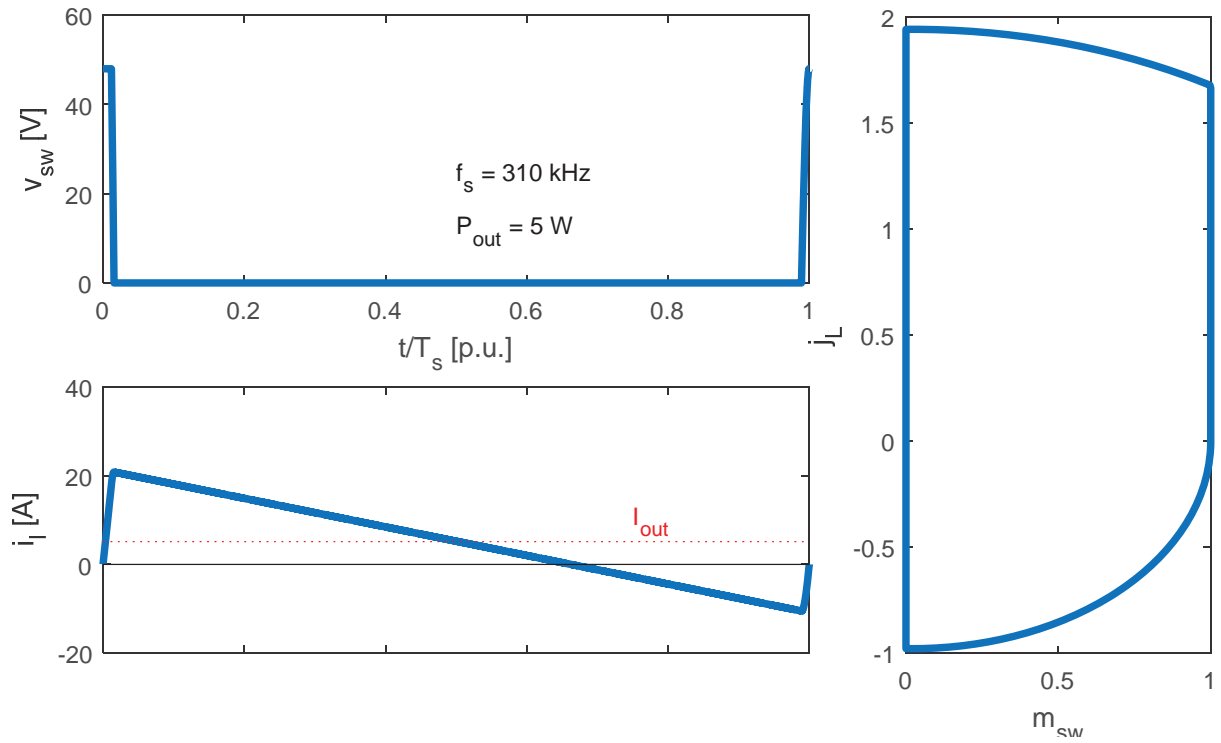 60
40
20
0
v_sw [V]
f_s = 310 kHz
P_out = 5 W
0 0.2 0.4 0.6 0.8 1
t/T_s [p.u.]
40
20
0
-20
i_l [A]
I_out
2
1.5
1
0.5
0
-0.5
-1
j_L
0 0.5 1
m_sw